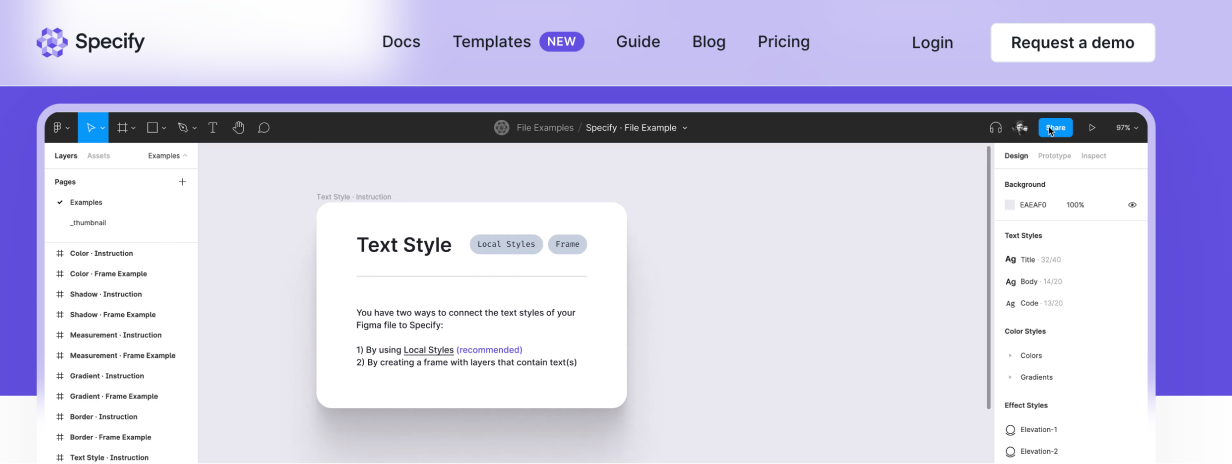 Specify
Docs Templates NEW Guide Blog Pricing Login Request a demo
File Examples / Specify · File Example Share 97%
Layers Assets Examples
Pages
Examples
_thumbnail
Color · Instruction
Color · Frame Example
Shadow · Instruction
Shadow · Frame Example
Measurement · Instruction
Measurement · Frame Example
Gradient · Instruction
Gradient · Frame Example
Border · Instruction
Border · Frame Example
Text Style · Instruction
Text Style · Instruction
Text Style Local Styles Frame
You have two ways to connect the text styles of your
Figma file to Specify:
1) By using Local Styles (recommended)
2) By creating a frame with layers that contain text(s)
Design Prototype Inspect
Background
EAEAF0 100%
Text Styles
Ag Title · 32/40
Ag Body · 14/20
Ag Code · 13/20
Color Styles
Colors
Gradients
Effect Styles
Elevation-1
Elevation-2